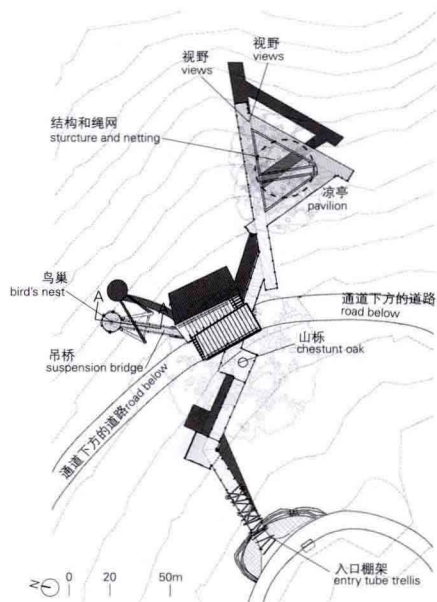 视野
views
视野
views
结构和绳网
sturcture and netting
凉亭
pavilion
鸟巢
bird's nest
A
通道下方的道路
road below
山栎
chestunt oak
吊桥
suspension bridge
通道下方的道路road below
入口棚架
entry tube trellis
N 0 20 50m